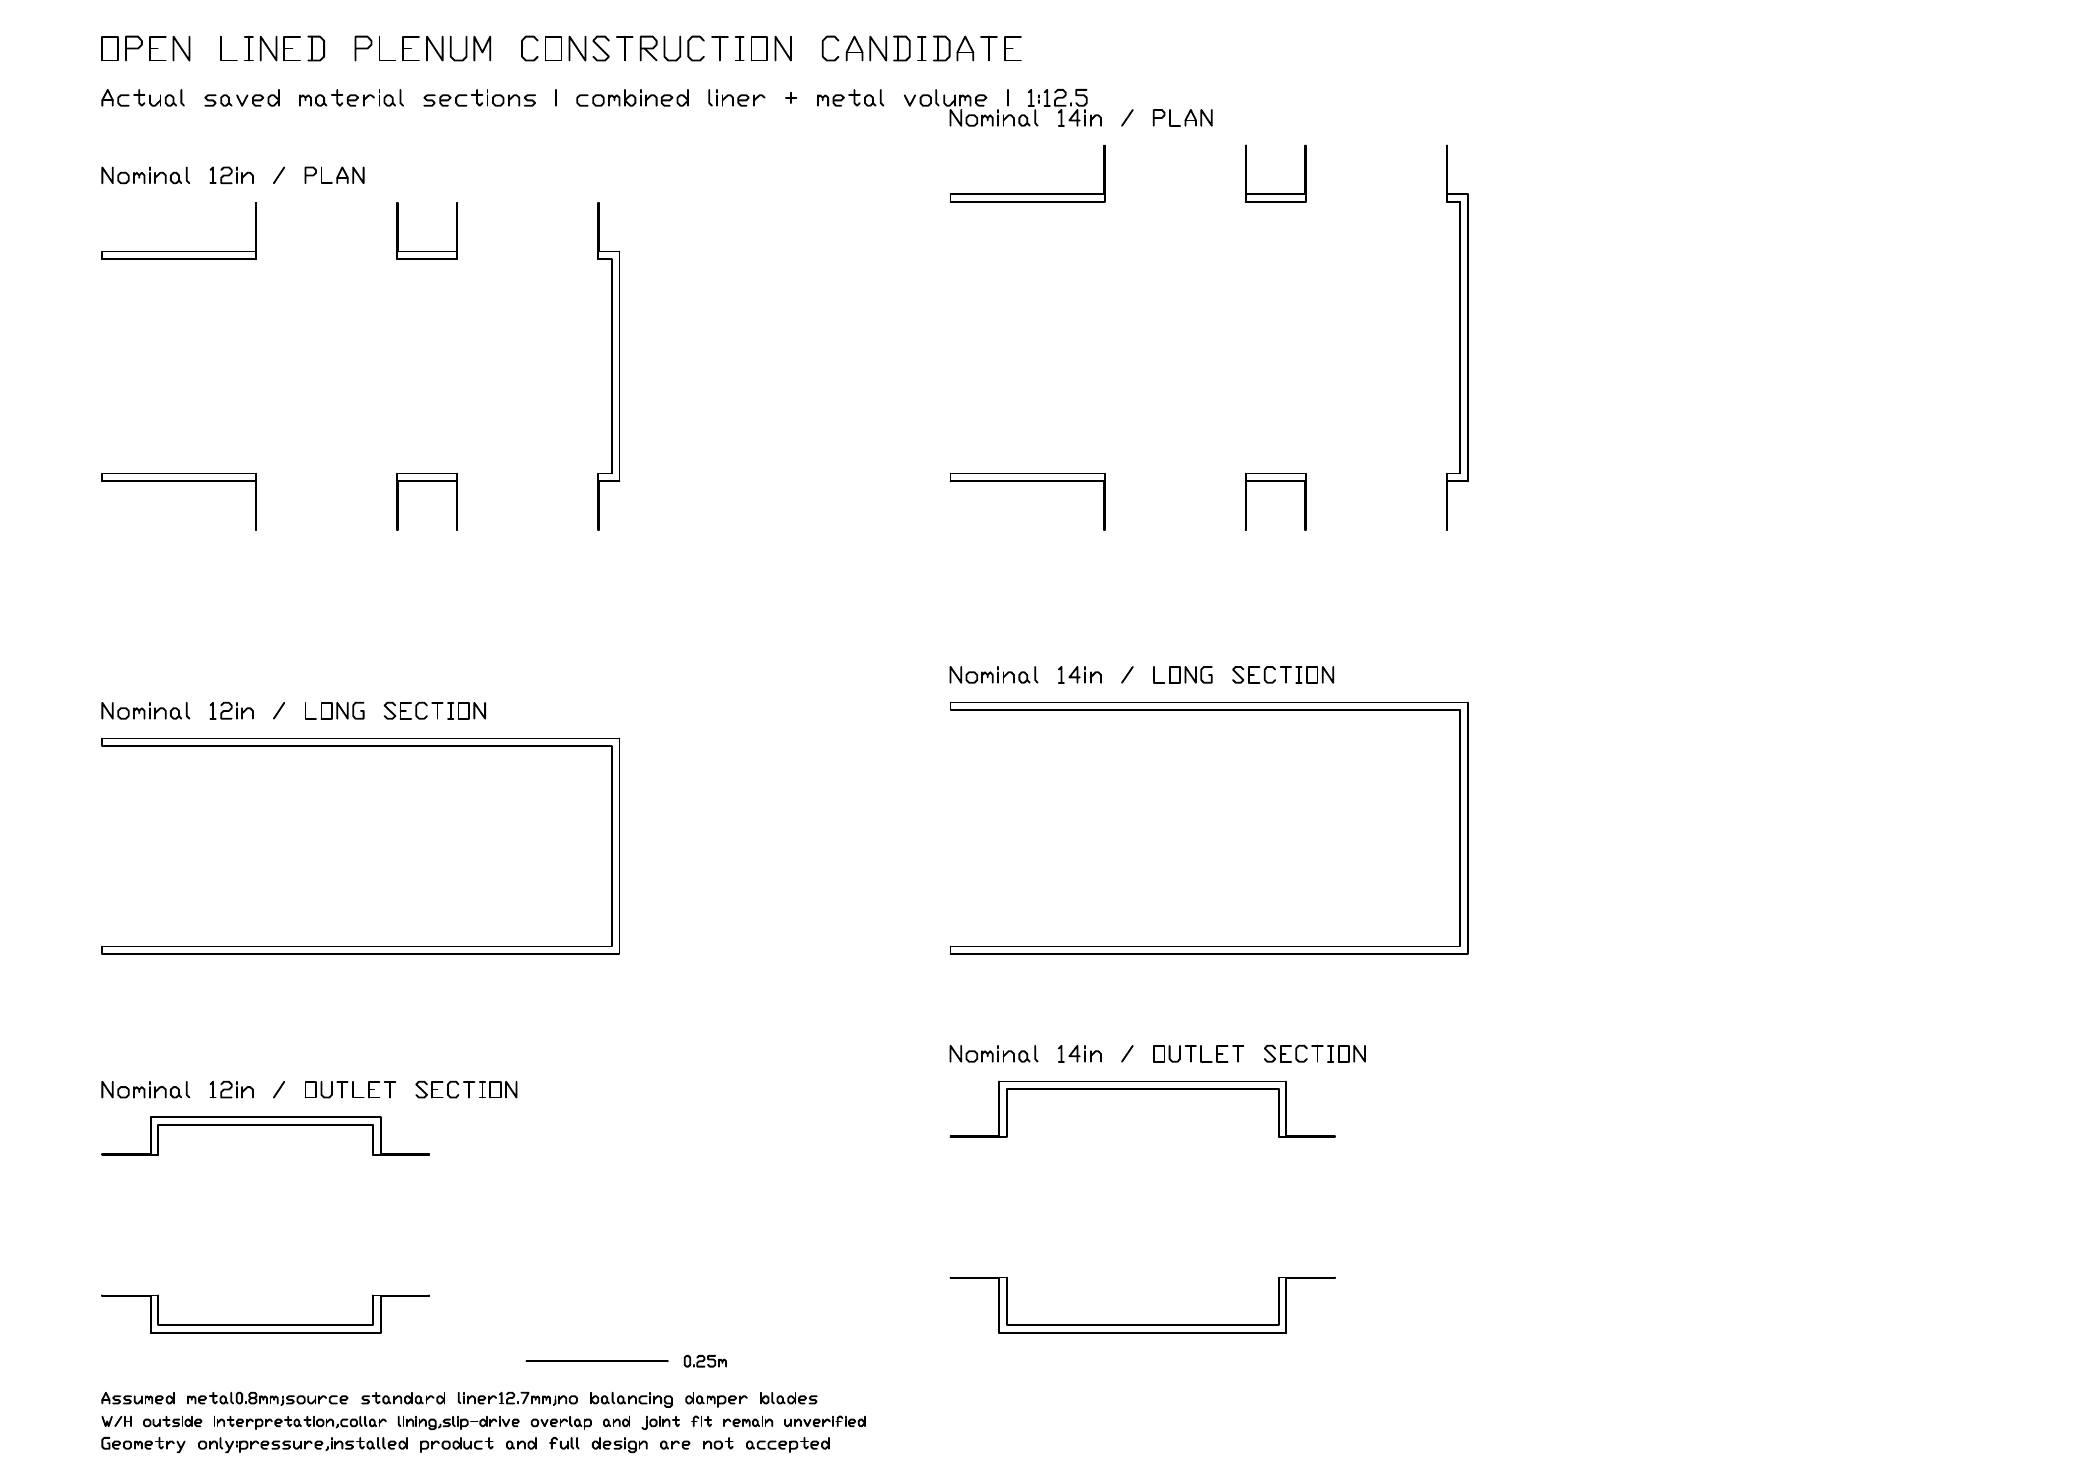 OPEN LINED PLENUM CONSTRUCTION CANDIDATE
Actual saved material sections | combined liner + metal volume | 1:12.5
Nominal 12in / PLAN
Nominal 14in / PLAN
Nominal 12in / LONG SECTION
Nominal 14in / LONG SECTION
Nominal 12in / OUTLET SECTION
Nominal 14in / OUTLET SECTION
0.25m
Assumed metal0.8mm;source standard liner12.7mm;no balancing damper blades
W/H outside interpretation,collar lining,slip-drive overlap and joint fit remain unverified
Geometry only:pressure,installed product and full design are not accepted